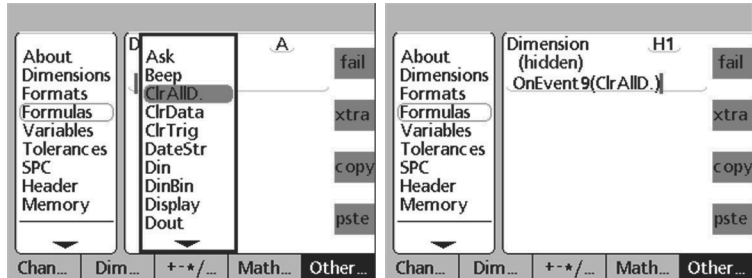 About
Dimensions
Formats
Formulas
Variables
Tolerances
SPC
Header
Memory
D
A
Ask
Beep
ClrAllD.
ClrData
ClrTrig
DateStr
Din
DinBin
Display
Dout
fail
xtra
copy
pste
Chan... Dim... +-*/... Math... Other...
About
Dimensions
Formats
Formulas
Variables
Tolerances
SPC
Header
Memory
Dimension H1
(hidden)
OnEvent9(ClrAllD.)
fail
xtra
copy
pste
Chan... Dim... +-*/... Math... Other...